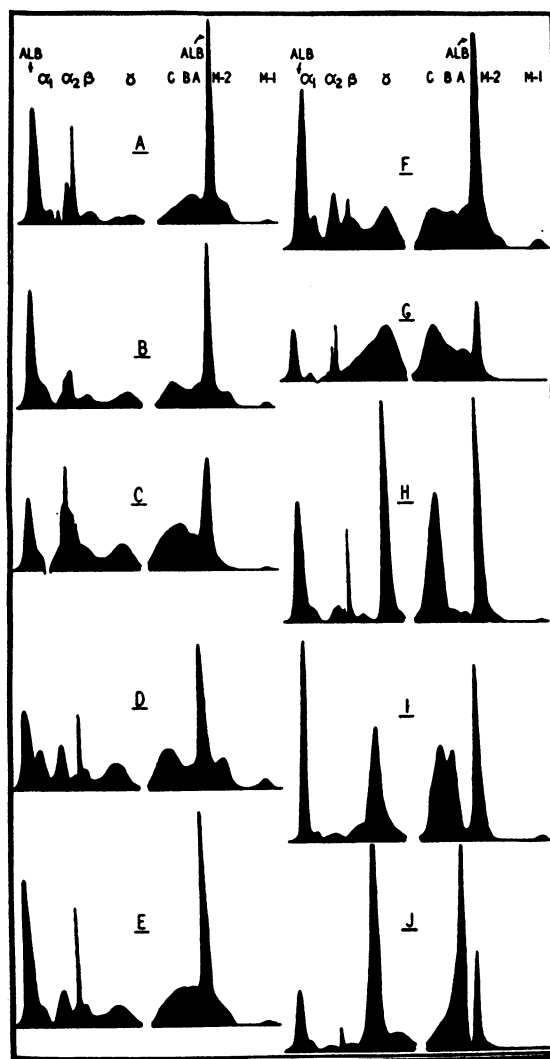 ALB ALB
α₁ α₂ β ɣ C B A M-2 M-1
A
B
C
D
E
ALB ALB
α₁ α₂ β ɣ C B A M-2 M-1
F
G
H
I
J